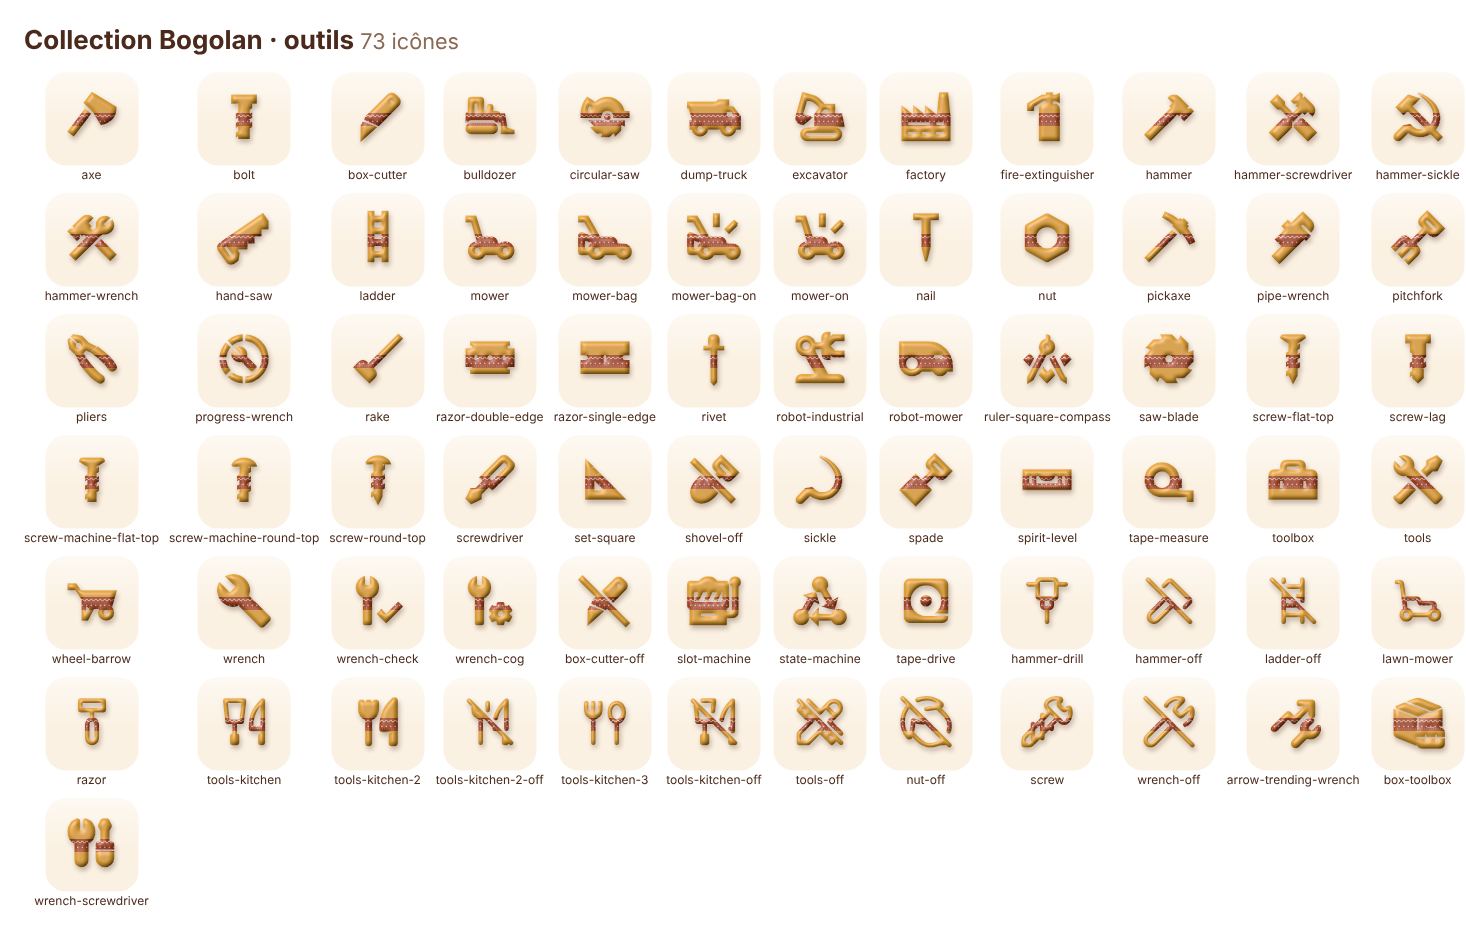 Collection Bogolan · outils 73 icônes
axe bolt box-cutter bulldozer circular-saw dump-truck excavator factory fire-extinguisher hammer hammer-screwdriver hammer-sickle
hammer-wrench hand-saw ladder mower mower-bag mower-bag-on mower-on nail nut pickaxe pipe-wrench pitchfork
pliers progress-wrench rake razor-double-edge razor-single-edge rivet robot-industrial robot-mower ruler-square-compass saw-blade screw-flat-top screw-lag
screw-machine-flat-top screw-machine-round-top screw-round-top screwdriver set-square shovel-off sickle spade spirit-level tape-measure toolbox tools
wheel-barrow wrench wrench-check wrench-cog box-cutter-off slot-machine state-machine tape-drive hammer-drill hammer-off ladder-off lawn-mower
razor tools-kitchen tools-kitchen-2 tools-kitchen-2-off tools-kitchen-3 tools-kitchen-off tools-off nut-off screw wrench-off arrow-trending-wrench box-toolbox
wrench-screwdriver